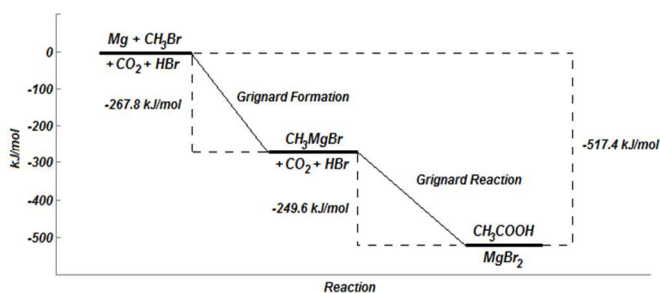 Mg + CH₃Br
+ CO₂ + HBr
-267.8 kJ/mol
Grignard Formation
CH₃MgBr
+ CO₂ + HBr
-249.6 kJ/mol
Grignard Reaction
CH₃COOH
MgBr₂
-517.4 kJ/mol
kJ/mol
0
-100
-200
-300
-400
-500
Reaction